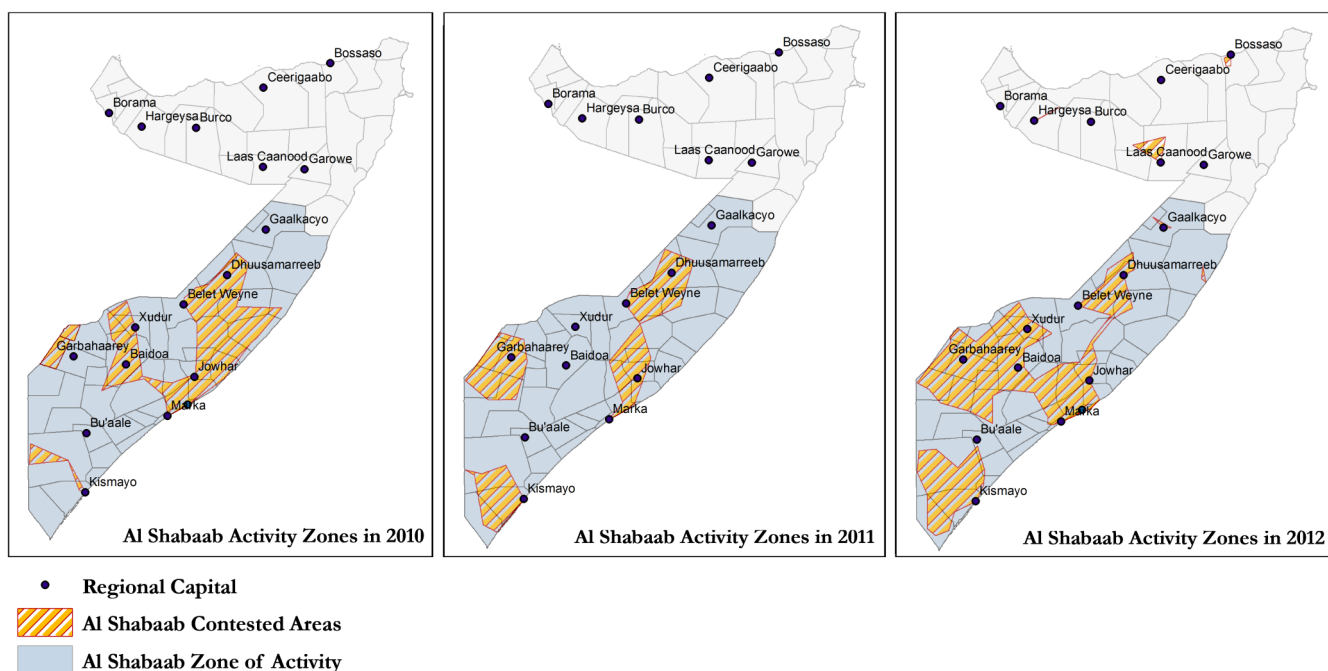 Bossaso
Ceerigaabo
Borama
Hargeysa Burco
Laas Caanood Garowe
Gaalkacyo
Dhuusamarreeb
Belet Weyne
Xudur
Garbahaarey
Baidoa
Jowhar
Marka
Bu'aale
Kismayo
Al Shabaab Activity Zones in 2010
Bossaso
Ceerigaabo
Borama
Hargeysa Burco
Laas Caanood Garowe
Gaalkacyo
Dhuusamarreeb
Belet Weyne
Xudur
Garbahaarey
Baidoa
Jowhar
Marka
Bu'aale
Kismayo
Al Shabaab Activity Zones in 2011
Bossaso
Ceerigaabo
Borama
Hargeysa Burco
Laas Caanood Garowe
Gaalkacyo
Dhuusamarreeb
Belet Weyne
Xudur
Garbahaarey
Baidoa
Jowhar
Marka
Bu'aale
Kismayo
Al Shabaab Activity Zones in 2012
Regional Capital
Al Shabaab Contested Areas
Al Shabaab Zone of Activity